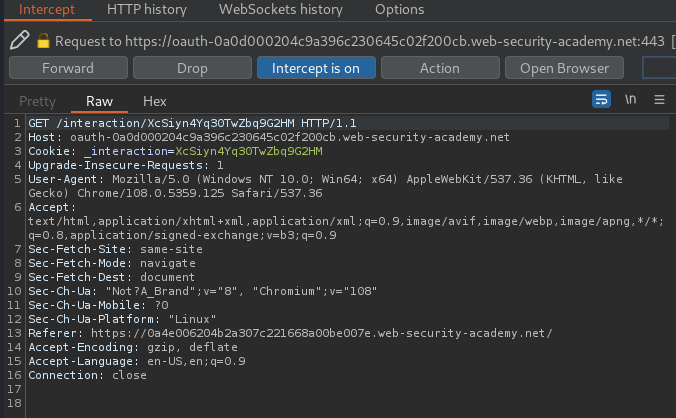 Intercept HTTP history WebSockets history Options
Request to https://oauth-0a0d000204c9a396c230645c02f200cb.web-security-academy.net:443 [
Forward Drop Intercept is on Action Open Browser
Pretty Raw Hex \n
1 GET /interaction/XcSiyn4Yq30TwZbq9G2HM HTTP/1.1
2 Host: oauth-0a0d000204c9a396c230645c02f200cb.web-security-academy.net
3 Cookie: _interaction=XcSiyn4Yq30TwZbq9G2HM
4 Upgrade-Insecure-Requests: 1
5 User-Agent: Mozilla/5.0 (Windows NT 10.0; Win64; x64) AppleWebKit/537.36 (KHTML, like
Gecko) Chrome/108.0.5359.125 Safari/537.36
6 Accept:
text/html,application/xhtml+xml,application/xml;q=0.9,image/avif,image/webp,image/apng,*/*;
q=0.8,application/signed-exchange;v=b3;q=0.9
7 Sec-Fetch-Site: same-site
8 Sec-Fetch-Mode: navigate
9 Sec-Fetch-Dest: document
10 Sec-Ch-Ua: "Not?A_Brand";v="8", "Chromium";v="108"
11 Sec-Ch-Ua-Mobile: ?0
12 Sec-Ch-Ua-Platform: "Linux"
13 Referer: https://0a4e006204b2a307c221668a00be007e.web-security-academy.net/
14 Accept-Encoding: gzip, deflate
15 Accept-Language: en-US,en;q=0.9
16 Connection: close
17
18